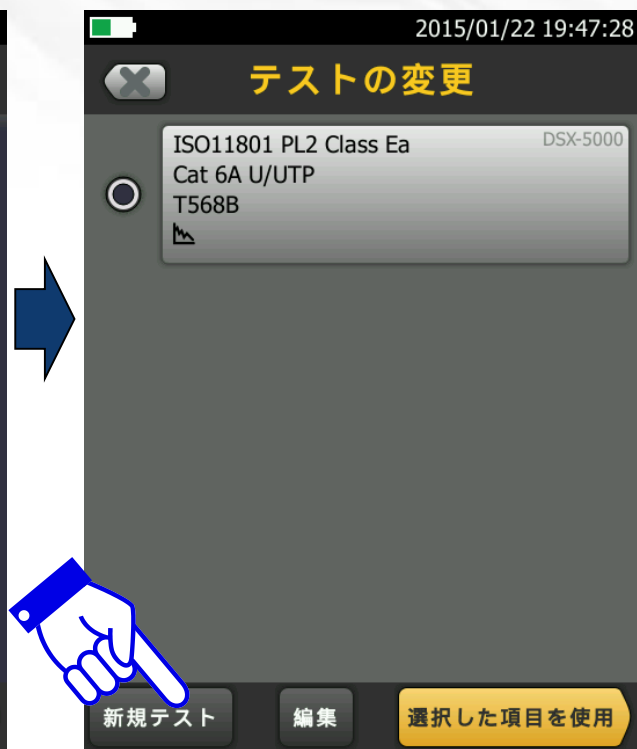 2015/01/22 19:47:28
テストの変更
ISO11801 PL2 Class Ea
DSX-5000
Cat 6A U/UTP
T568B
新規テスト
編集
選択した項目を使用